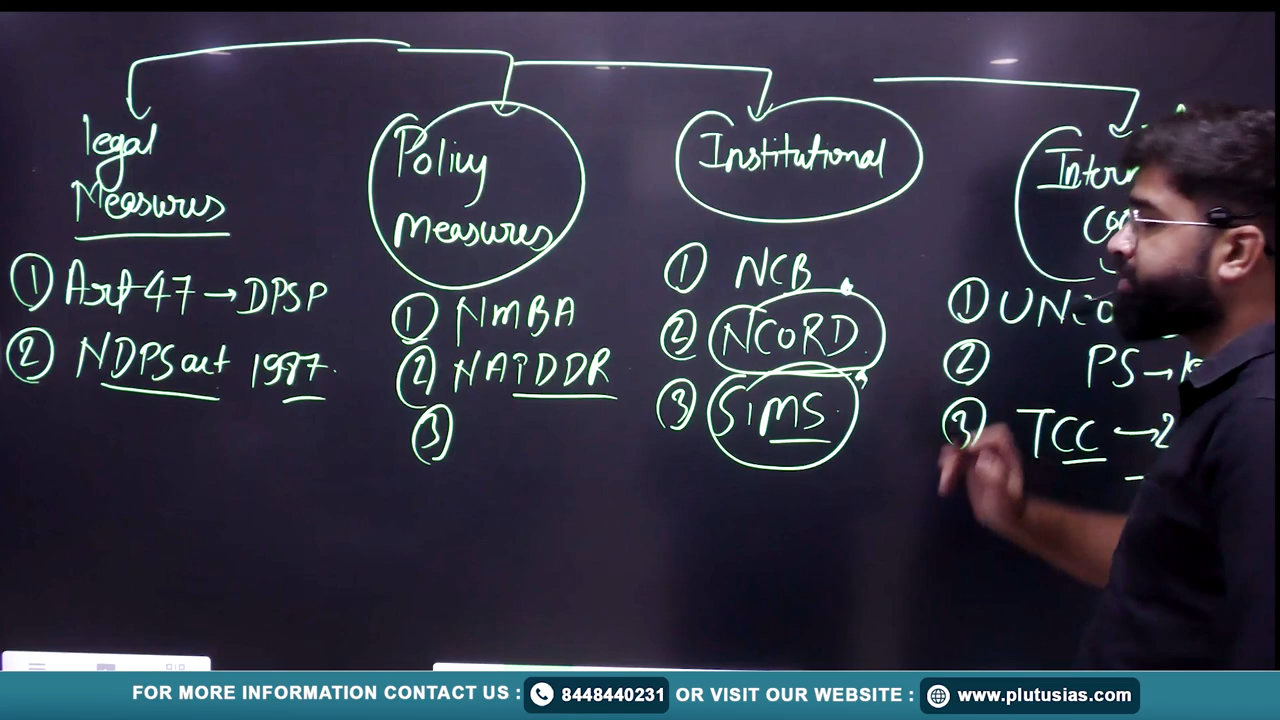 legal
Measures
① Art 47 → DPSP
② NDPS act 1987.
Policy
Measures
① NMBA
② NAiDDR
③
Institutional
① NCB
② NCORD
③ SiMS
① UN
② PS →
③ TCC → 2
FOR MORE INFORMATION CONTACT US : 8448440231 OR VISIT OUR WEBSITE : www.plutusias.com